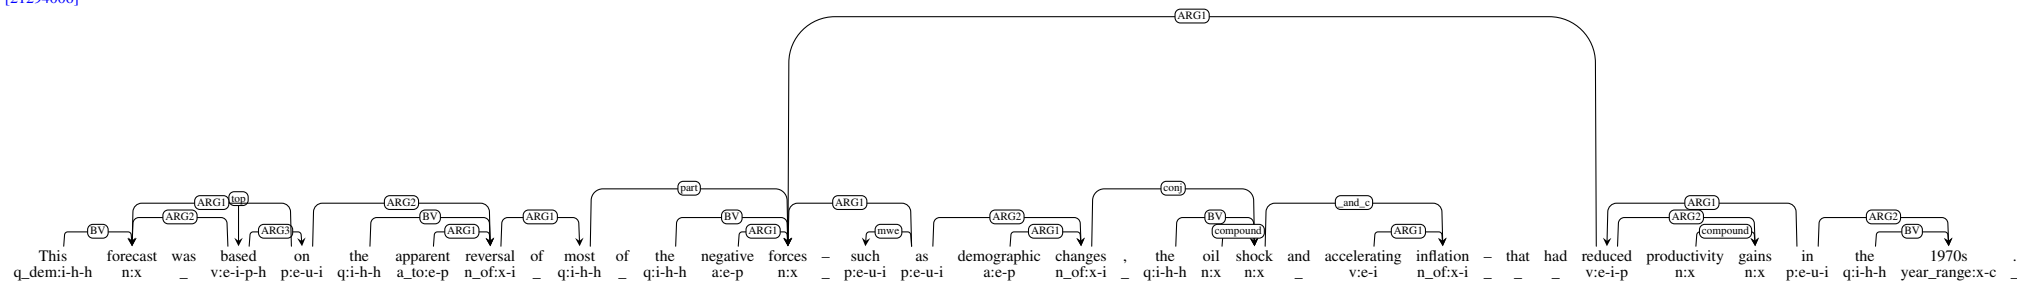 [21294006]
ARG1
part conj
ARG1 top ARG2 ARG1 _and_c ARG1
ARG2 BV ARG1 BV ARG2 BV ARG2 ARG2
BV ARG3 ARG1 ARG1 mwe ARG1 compound ARG1 compound BV
This forecast was based on the apparent reversal of most of the negative forces – such as demographic changes , the oil shock and accelerating inflation – that had reduced productivity gains in the 1970s .
q_dem:i-h-h n:x _ v:e-i-p-h p:e-u-i q:i-h-h a_to:e-p n_of:x-i _ q:i-h-h _ q:i-h-h a:e-p n:x _ p:e-u-i p:e-u-i a:e-p n_of:x-i _ q:i-h-h n:x n:x _ v:e-i n_of:x-i _ _ _ v:e-i-p n:x n:x p:e-u-i q:i-h-h year_range:x-c _